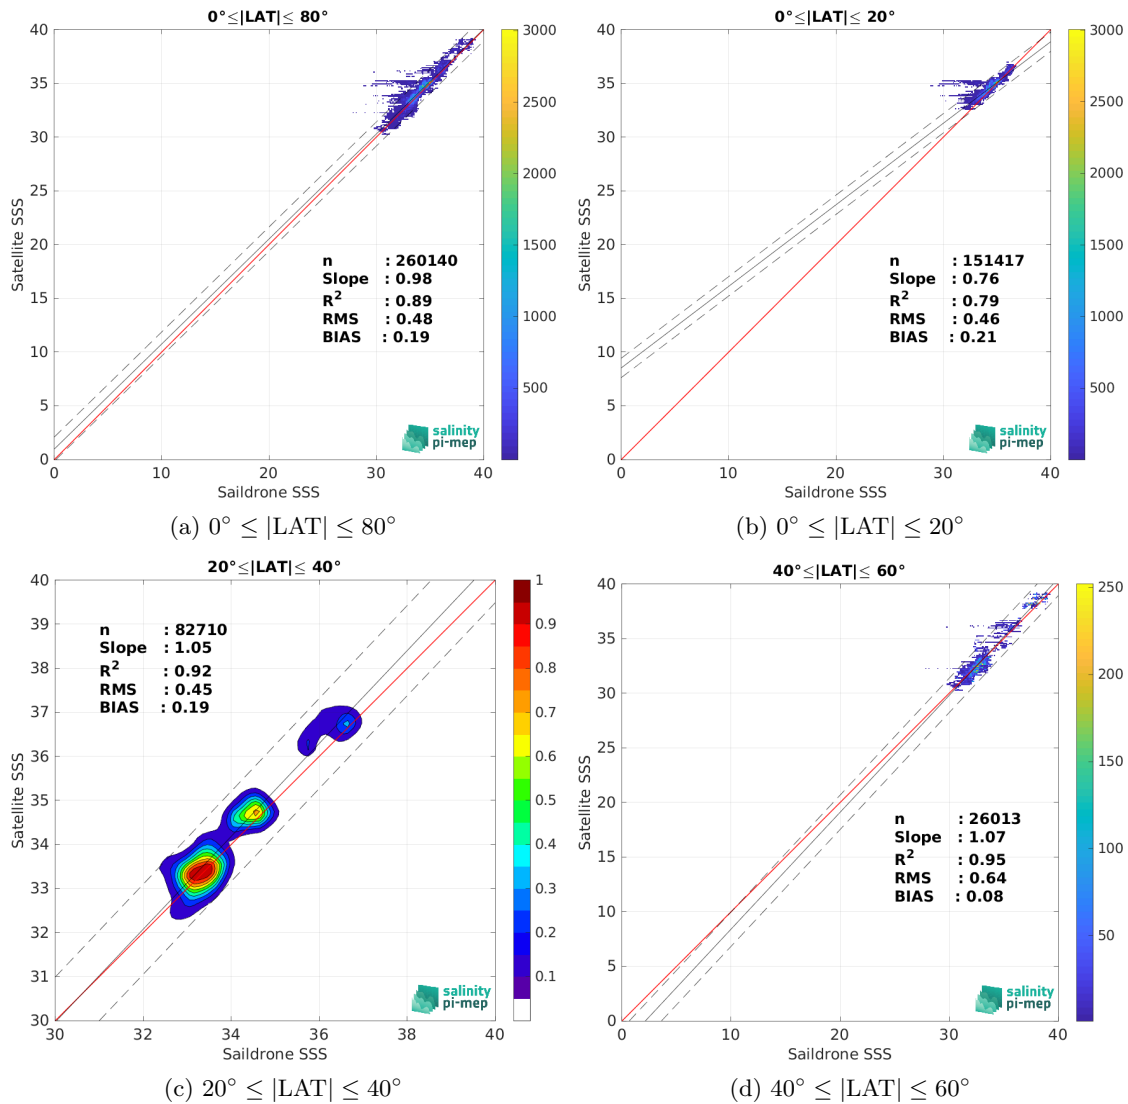 0°≤|LAT|≤ 80°
40
35
30
25
20
15
10
5
0
Satellite SSS
n : 260140
Slope : 0.98
R² : 0.89
RMS : 0.48
BIAS : 0.19
salinity
pi-mep
0 10 20 30 40
Saildrone SSS
3000
2500
2000
1500
1000
500
(a) 0° ≤ |LAT| ≤ 80°
0°≤|LAT|≤ 20°
40
35
30
25
20
15
10
5
0
Satellite SSS
n : 151417
Slope : 0.76
R² : 0.79
RMS : 0.46
BIAS : 0.21
salinity
pi-mep
0 10 20 30 40
Saildrone SSS
3000
2500
2000
1500
1000
500
(b) 0° ≤ |LAT| ≤ 20°
20°≤|LAT|≤ 40°
40
39
38
37
36
35
34
33
32
31
30
Satellite SSS
n : 82710
Slope : 1.05
R² : 0.92
RMS : 0.45
BIAS : 0.19
salinity
pi-mep
30 32 34 36 38 40
Saildrone SSS
1
0.9
0.8
0.7
0.6
0.5
0.4
0.3
0.2
0.1
(c) 20° ≤ |LAT| ≤ 40°
40°≤|LAT|≤ 60°
40
35
30
25
20
15
10
5
0
Satellite SSS
n : 26013
Slope : 1.07
R² : 0.95
RMS : 0.64
BIAS : 0.08
salinity
pi-mep
0 10 20 30 40
Saildrone SSS
250
200
150
100
50
(d) 40° ≤ |LAT| ≤ 60°